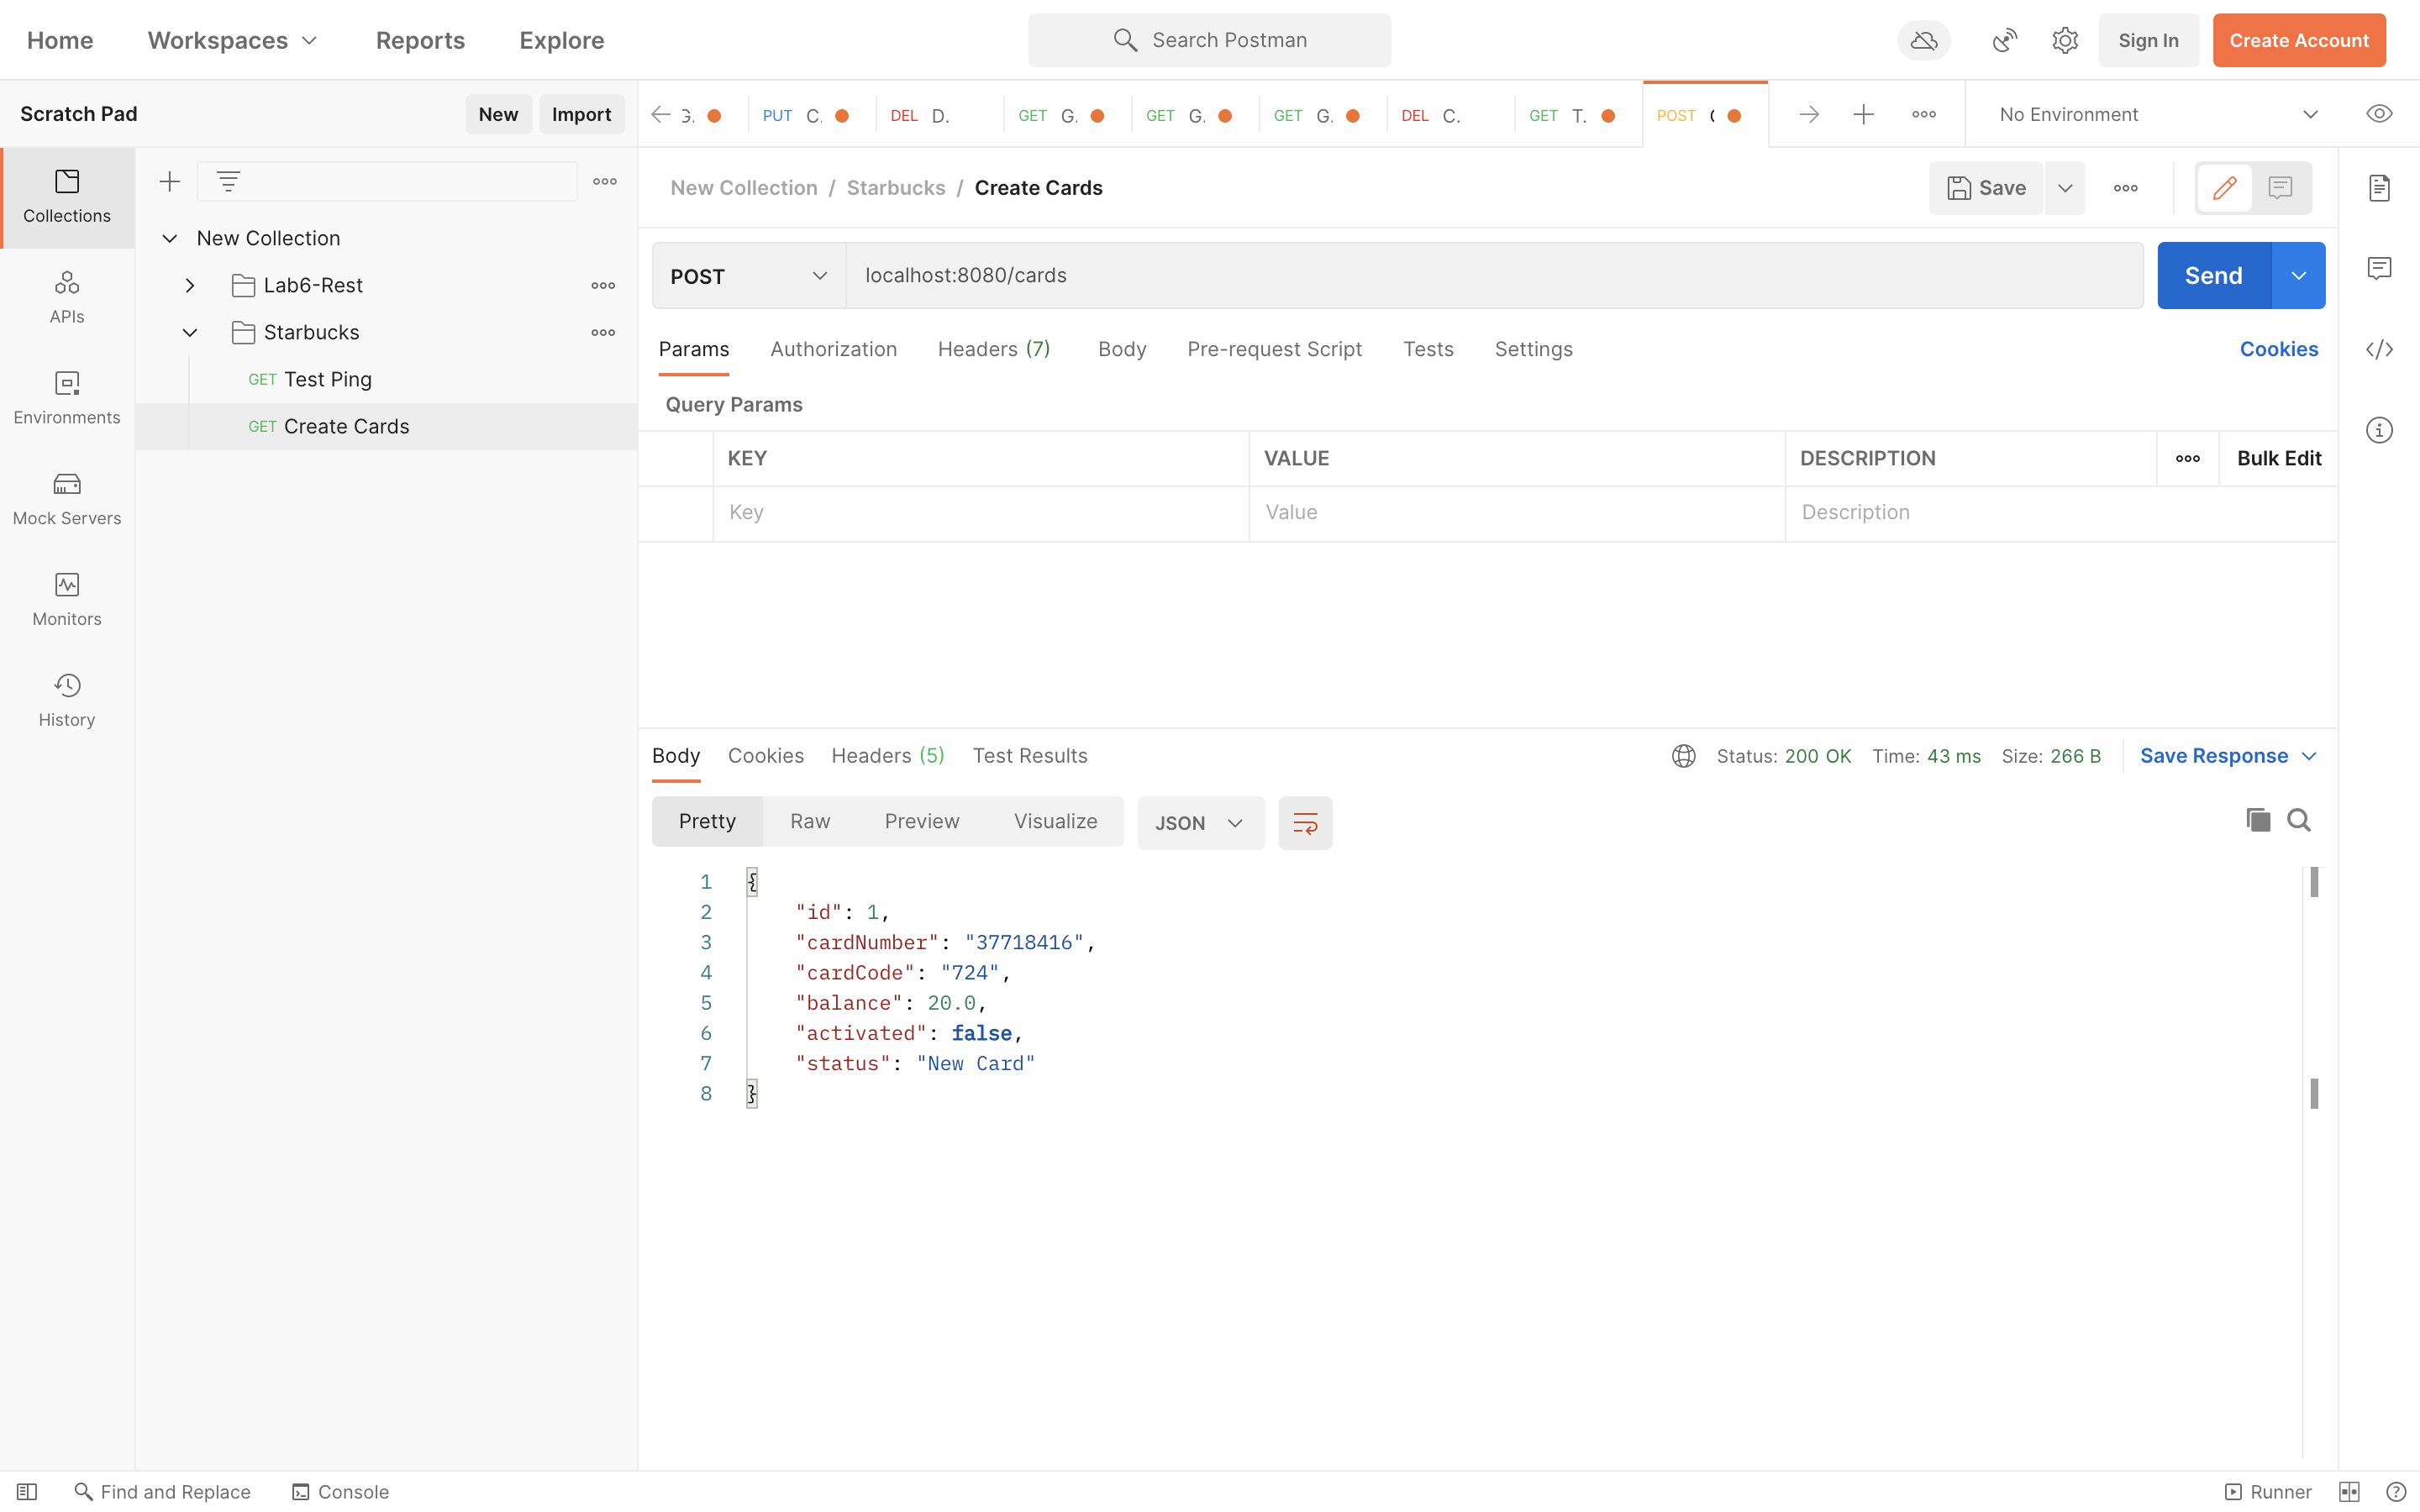 Home Workspaces Reports Explore Search Postman Sign In Create Account
Scratch Pad New Import
G. PUT C. DEL D. GET G. GET G. GET G. DEL C. GET T. POST No Environment
Collections
APIs
Environments
Mock Servers
Monitors
History
New Collection
Lab6-Rest
Starbucks
GET Test Ping
GET Create Cards
New Collection / Starbucks / Create Cards Save
POST localhost:8080/cards Send
Params Authorization Headers (7) Body Pre-request Script Tests Settings Cookies
Query Params
KEY VALUE DESCRIPTION Bulk Edit
Key Value Description
Body Cookies Headers (5) Test Results Status: 200 OK Time: 43 ms Size: 266 B Save Response
Pretty Raw Preview Visualize JSON
1 {
2 "id": 1,
3 "cardNumber": "37718416",
4 "cardCode": "724",
5 "balance": 20.0,
6 "activated": false,
7 "status": "New Card"
8 }
Find and Replace Console Runner